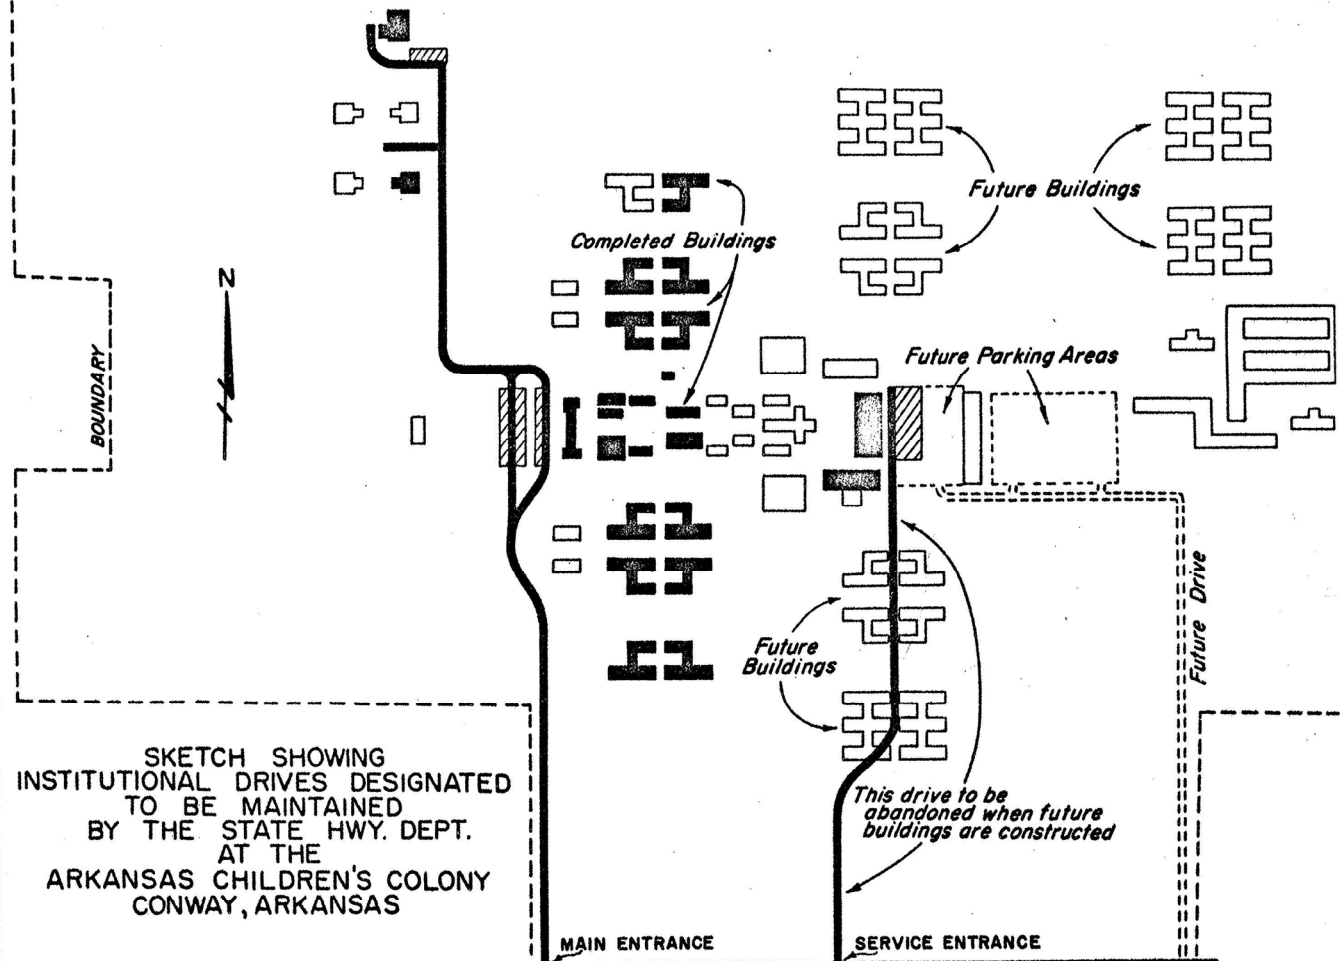 N
BOUNDARY
Completed Buildings
Future Buildings
Future Parking Areas
Future Drive
Future
Buildings
This drive to be
abandoned when future
buildings are constructed
SKETCH SHOWING
INSTITUTIONAL DRIVES DESIGNATED
TO BE MAINTAINED
BY THE STATE HWY. DEPT.
AT THE
ARKANSAS CHILDREN'S COLONY
CONWAY, ARKANSAS
MAIN ENTRANCE
SERVICE ENTRANCE